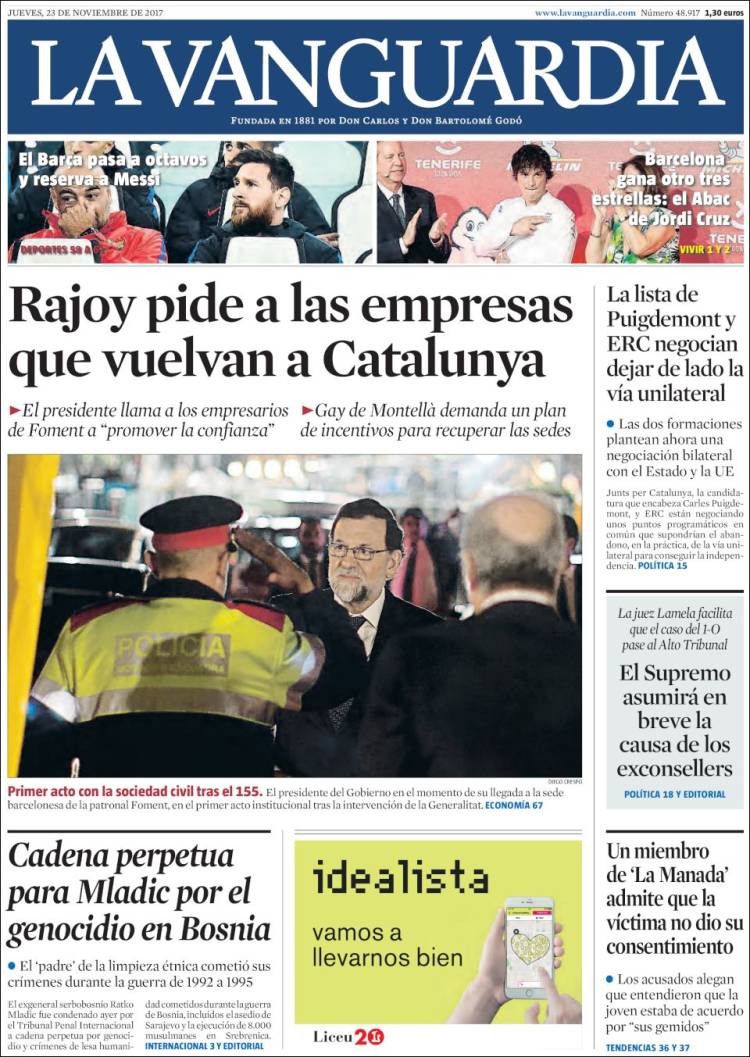 JUEVES, 23 DE NOVIEMBRE DE 2017
www.lavanguardia.com Número 48.917 1,30 euros
LA VANGUARDIA
FUNDADA EN 1881 POR DON CARLOS Y DON BARTOLOMÉ GODÓ
El Barça pasa a octavos
y reserva a Messi
DEPORTES 58 A
TENERIFE
Barcelona
gana otro tres
estrellas: el Abac
de Jordi Cruz
VIVIR 1 Y 2
Rajoy pide a las empresas
que vuelvan a Catalunya
►El presidente llama a los empresarios
de Foment a “promover la confianza”
►Gay de Montellà demanda un plan
de incentivos para recuperar las sedes
POLICIA
DIEGO CRESPO
Primer acto con la sociedad civil tras el 155. El presidente del Gobierno en el momento de su llegada a la sede
barcelonesa de la patronal Foment, en el primer acto institucional tras la intervención de la Generalitat. ECONOMÍA 67
La lista de
Puigdemont y
ERC negocian
dejar de lado la
vía unilateral
● Las dos formaciones
plantean ahora una
negociación bilateral
con el Estado y la UE
Junts per Catalunya, la candida-
tura que encabeza Carles Puigde-
mont, y ERC están negociando
unos puntos programáticos en
común que supondrían el aban-
dono, en la práctica, de la vía uni-
lateral para conseguir la indepen-
dencia. POLÍTICA 15
La juez Lamela facilita
que el caso del 1-O
pase al Alto Tribunal
El Supremo
asumirá en
breve la
causa de los
exconsellers
POLÍTICA 18 Y EDITORIAL
Cadena perpetua
para Mladic por el
genocidio en Bosnia
● El ‘padre’ de la limpieza étnica cometió sus
crímenes durante la guerra de 1992 a 1995
El exgeneral serbobosnio Ratko
Mladic fue condenado ayer por
el Tribunal Penal Internacional
a cadena perpetua por genoci-
dio y crímenes de lesa humani-
dad cometidos durante la guerra
de Bosnia, incluidos el asedio de
Sarajevo y la ejecución de 8.000
musulmanes en Srebrenica.
INTERNACIONAL 3 Y EDITORIAL
idealista
vamos a
llevarnos bien
Liceu
Un miembro
de ‘La Manada’
admite que la
víctima no dio su
consentimiento
● Los acusados alegan
que entendieron que la
joven estaba de acuerdo
por “sus gemidos”
TENDENCIAS 36 Y 37